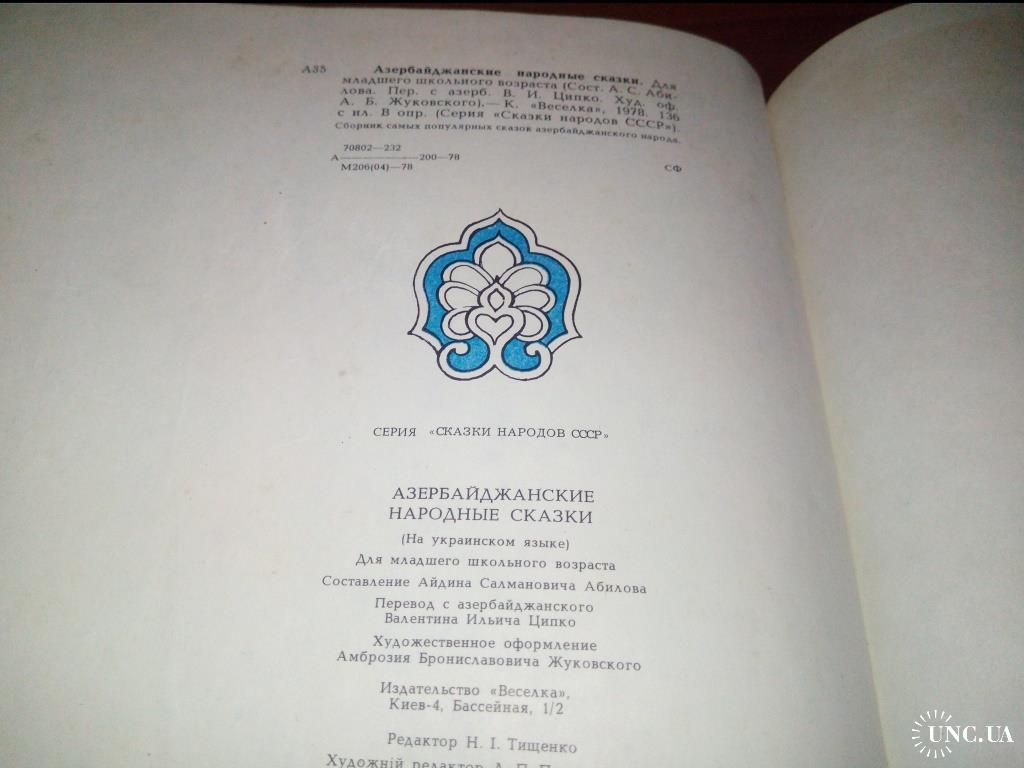 А35 Азербайджанские народные сказки. Для
младшего школьного возраста (Сост. А. С. Аби-
лова. Пер. с азерб. В. И. Ципко. Худ. оф.
А. Б. Жуковского).— К. «Веселка», 1978. 136
с ил. В опр. (Серия «Сказки народов СССР»).
Сборник самых популярных сказок азербайджанского народа.
70802—232
А———200—78
М206(04)—78 СФ
СЕРИЯ «СКАЗКИ НАРОДОВ СССР»
АЗЕРБАЙДЖАНСКИЕ
НАРОДНЫЕ СКАЗКИ
(На украинском языке)
Для младшего школьного возраста
Составление Айдина Салмановича Абилова
Перевод с азербайджанского
Валентина Ильича Ципко
Художественное оформление
Амброзия Брониславовича Жуковского
Издательство «Веселка»,
Киев-4, Бассейная, 1/2
Редактор Н. І. Тищенко
Художній редактор А. П.
UNC.UA